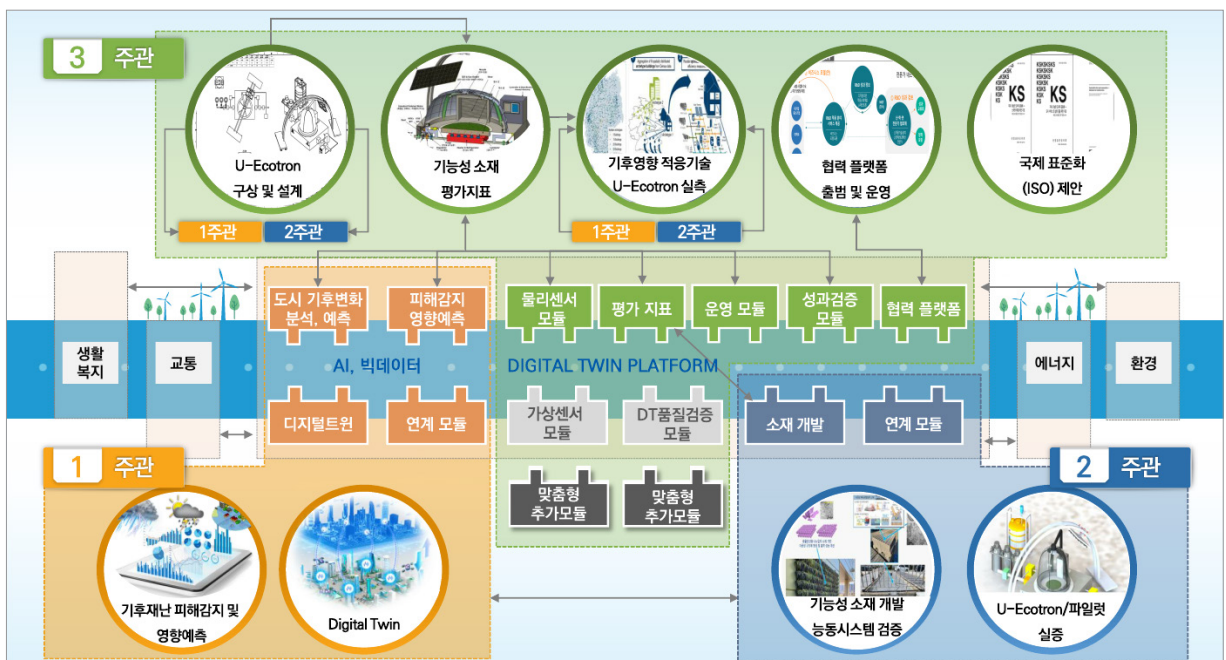 3 주관
U-Ecotron
구상 및 설계
기능성 소재
평가지표
기후영향 적응기술
U-Ecotron 실측
협력 플랫폼
출범 및 운영
KS
KS
국제 표준화
(ISO) 제안
1주관 2주관
1주관 2주관
도시 기후변화
분석, 예측
피해감지
영향예측
물리센서
모듈
평가 지표
운영 모듈
성과검증
모듈
협력 플랫폼
생활
복지
교통
AI, 빅데이터
DIGITAL TWIN PLATFORM
에너지
환경
디지털트윈
연계 모듈
가상센서
모듈
DT품질검증
모듈
소재 개발
연계 모듈
맞춤형
추가모듈
맞춤형
추가모듈
1 주관
2 주관
기후재난 피해감지 및
영향예측
Digital Twin
기능성 소재 개발
능동시스템 검증
U-Ecotron/파일럿
실증